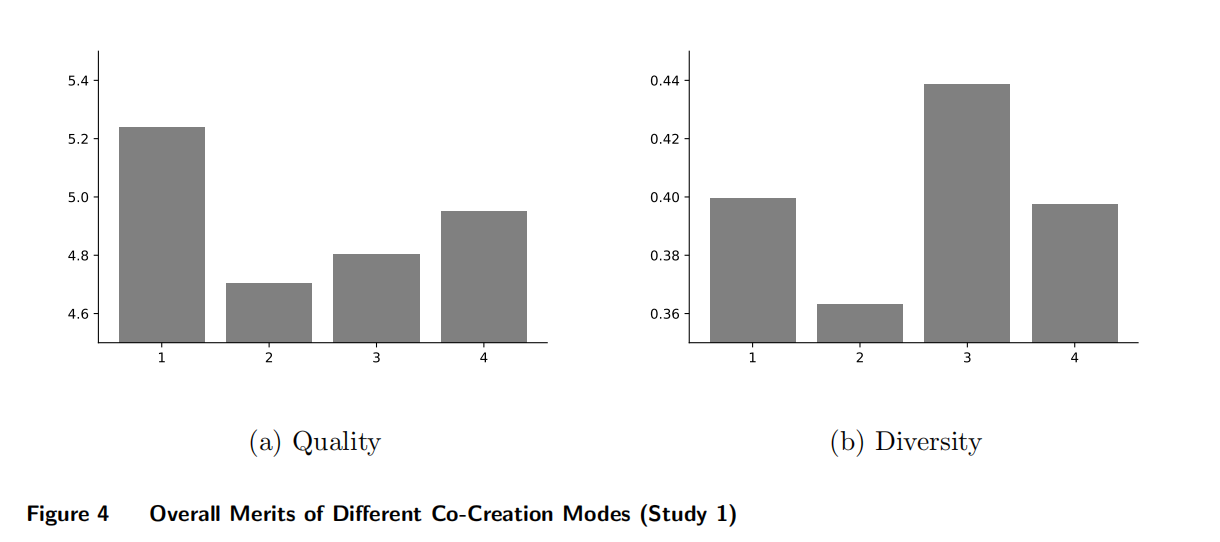 5.4
5.2
5.0
4.8
4.6
1 2 3 4
(a) Quality
0.44
0.42
0.40
0.38
0.36
1 2 3 4
(b) Diversity
Figure 4 Overall Merits of Different Co-Creation Modes (Study 1)